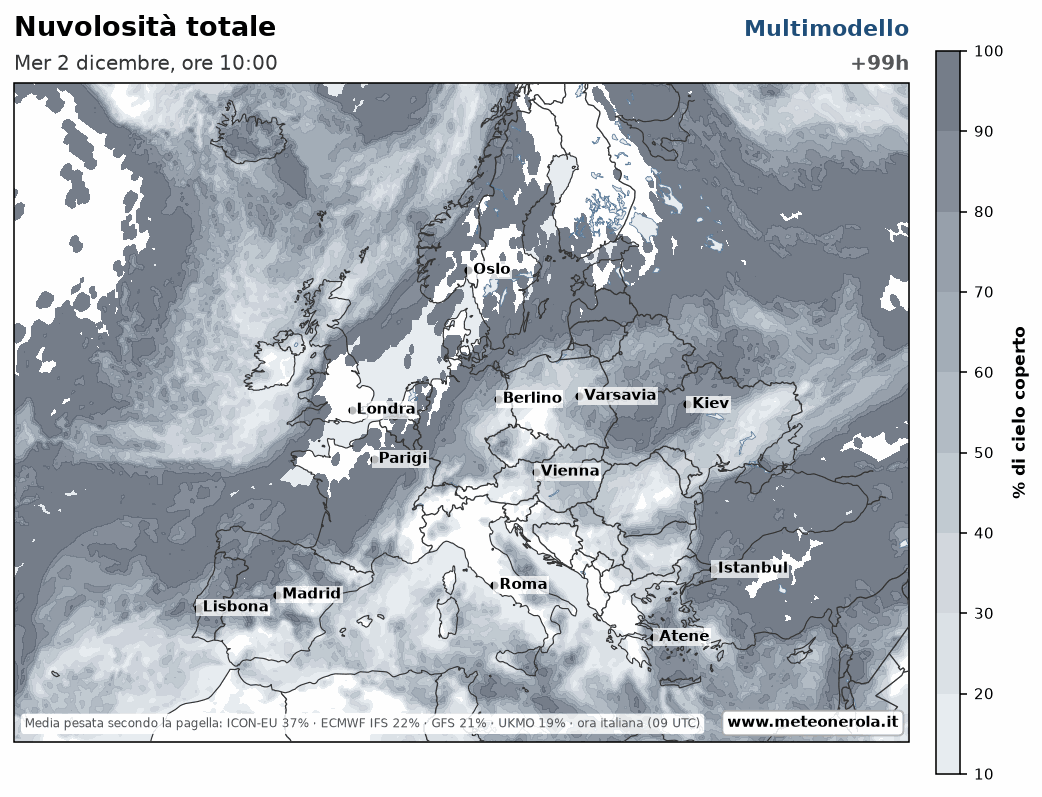 Nuvolosità totale
Multimodello
Mer 2 dicembre, ore 10:00
+99h
100
90
80
70
60
50
40
30
20
10
% di cielo coperto
Oslo
Berlino
Varsavia
Kiev
Londra
Parigi
Vienna
Istanbul
Roma
Madrid
Lisbona
Atene
Media pesata secondo la pagella: ICON-EU 37% · ECMWF IFS 22% · GFS 21% · UKMO 19% · ora italiana (09 UTC)
www.meteonerola.it